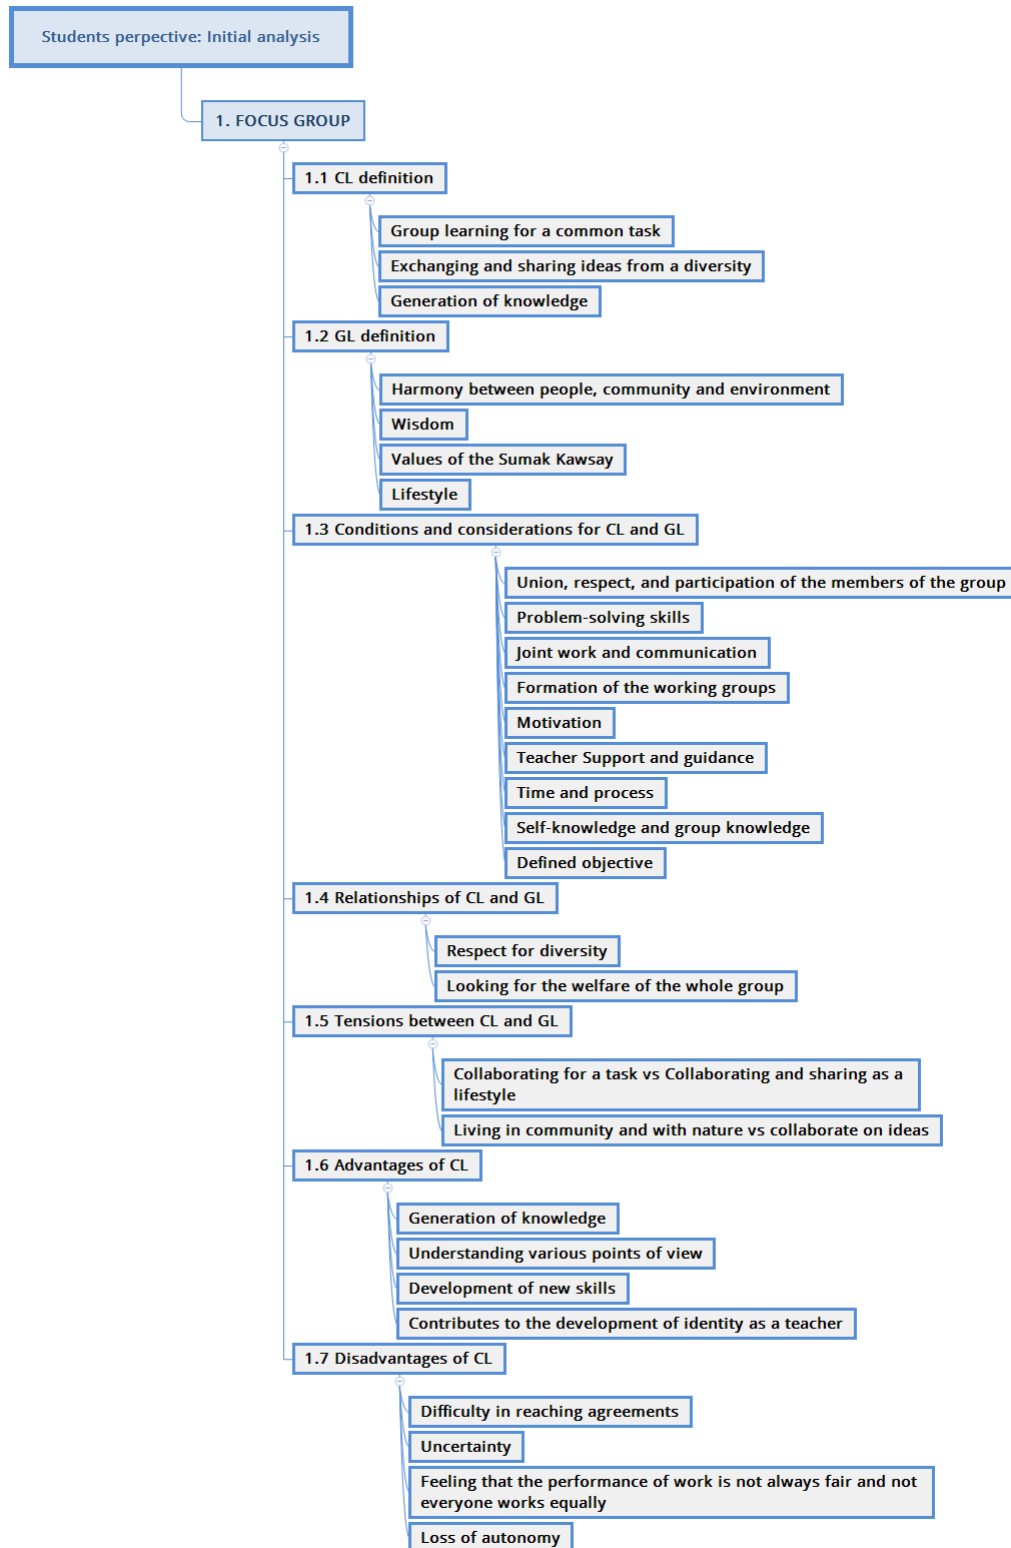 Students perpective: Initial analysis
1. FOCUS GROUP
1.1 CL definition
Group learning for a common task
Exchanging and sharing ideas from a diversity
Generation of knowledge
1.2 GL definition
Harmony between people, community and environment
Wisdom
Values of the Sumak Kawsay
Lifestyle
1.3 Conditions and considerations for CL and GL
Union, respect, and participation of the members of the group
Problem-solving skills
Joint work and communication
Formation of the working groups
Motivation
Teacher Support and guidance
Time and process
Self-knowledge and group knowledge
Defined objective
1.4 Relationships of CL and GL
Respect for diversity
Looking for the welfare of the whole group
1.5 Tensions between CL and GL
Collaborating for a task vs Collaborating and sharing as a
lifestyle
Living in community and with nature vs collaborate on ideas
1.6 Advantages of CL
Generation of knowledge
Understanding various points of view
Development of new skills
Contributes to the development of identity as a teacher
1.7 Disadvantages of CL
Difficulty in reaching agreements
Uncertainty
Feeling that the performance of work is not always fair and not
everyone works equally
Loss of autonomy